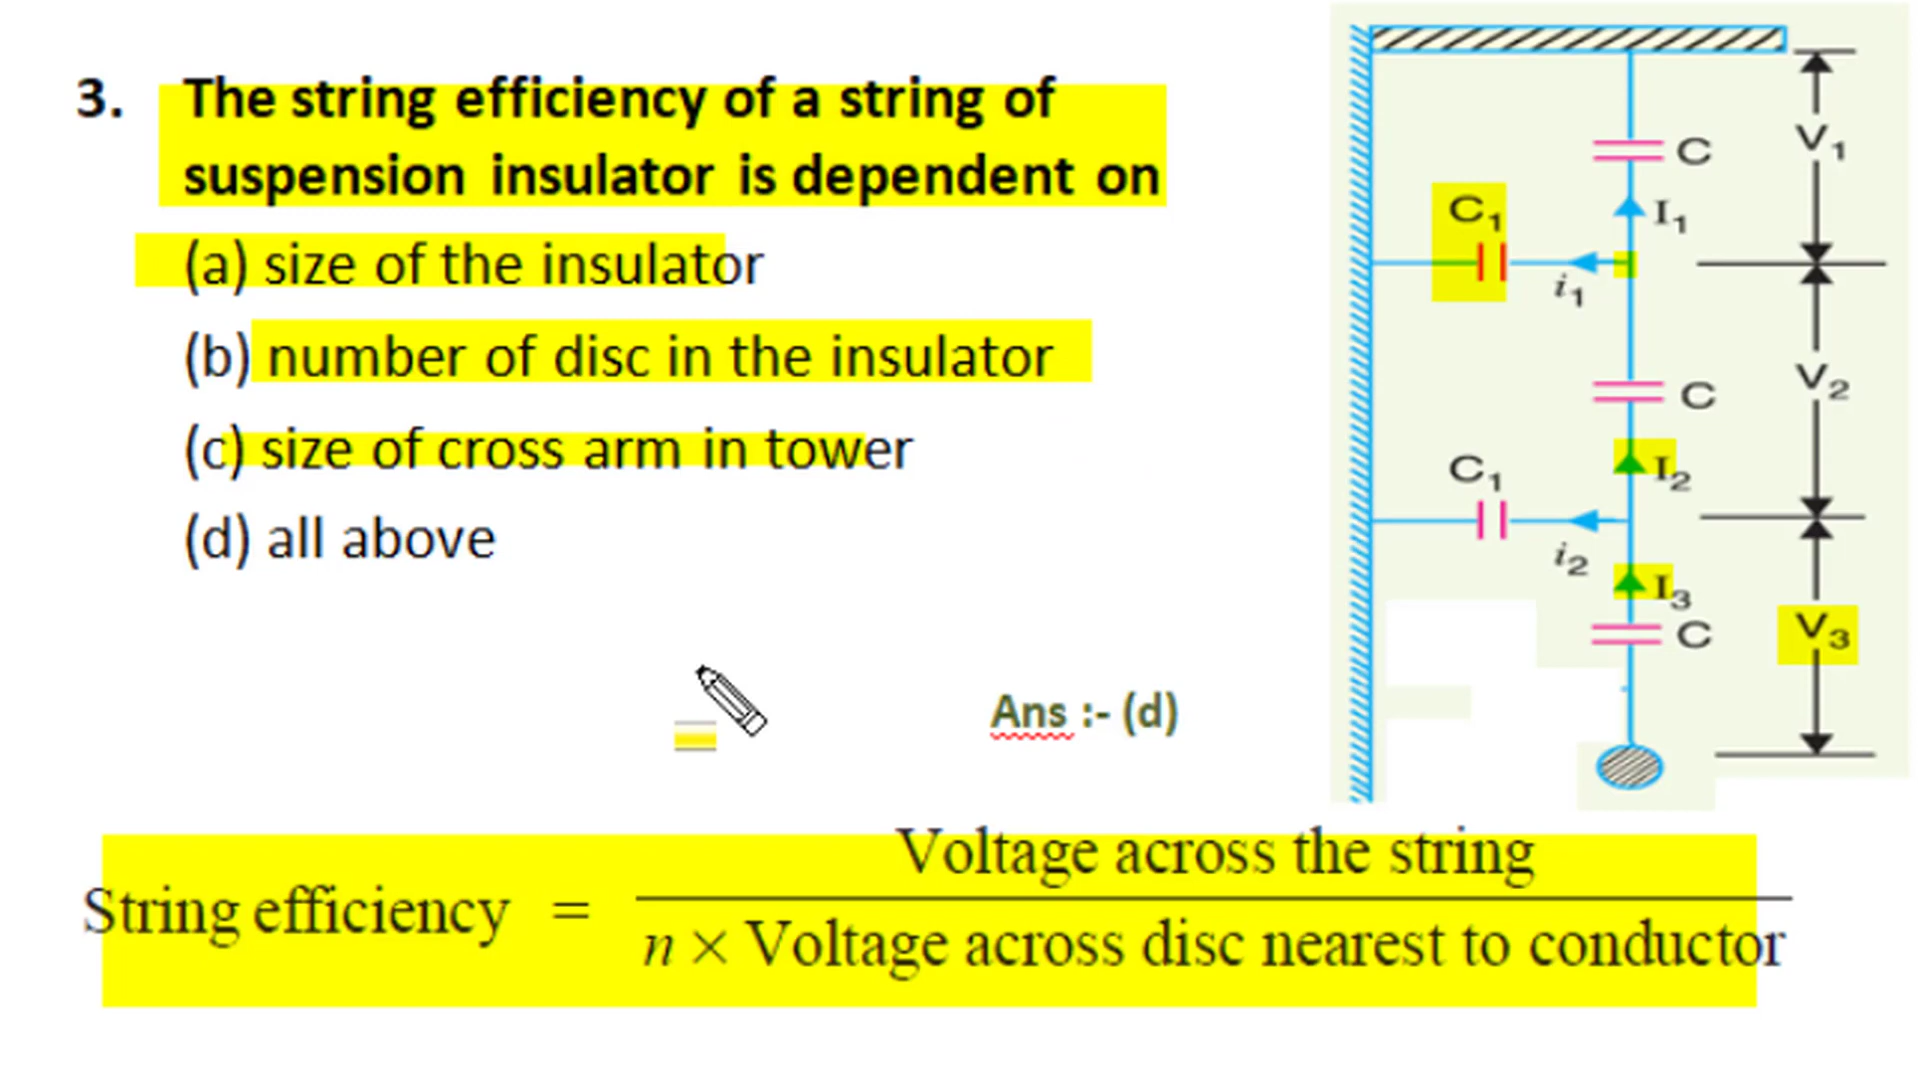 3. The string efficiency of a string of
suspension insulator is dependent on
(a) size of the insulator
(b) number of disc in the insulator
(c) size of cross arm in tower
(d) all above
Ans :- (d)
C
V₁
C₁
I₁
i₁
C
V₂
C₁
I₂
i₂
I₃
C
V₃
String efficiency = Voltage across the string
n × Voltage across disc nearest to conductor